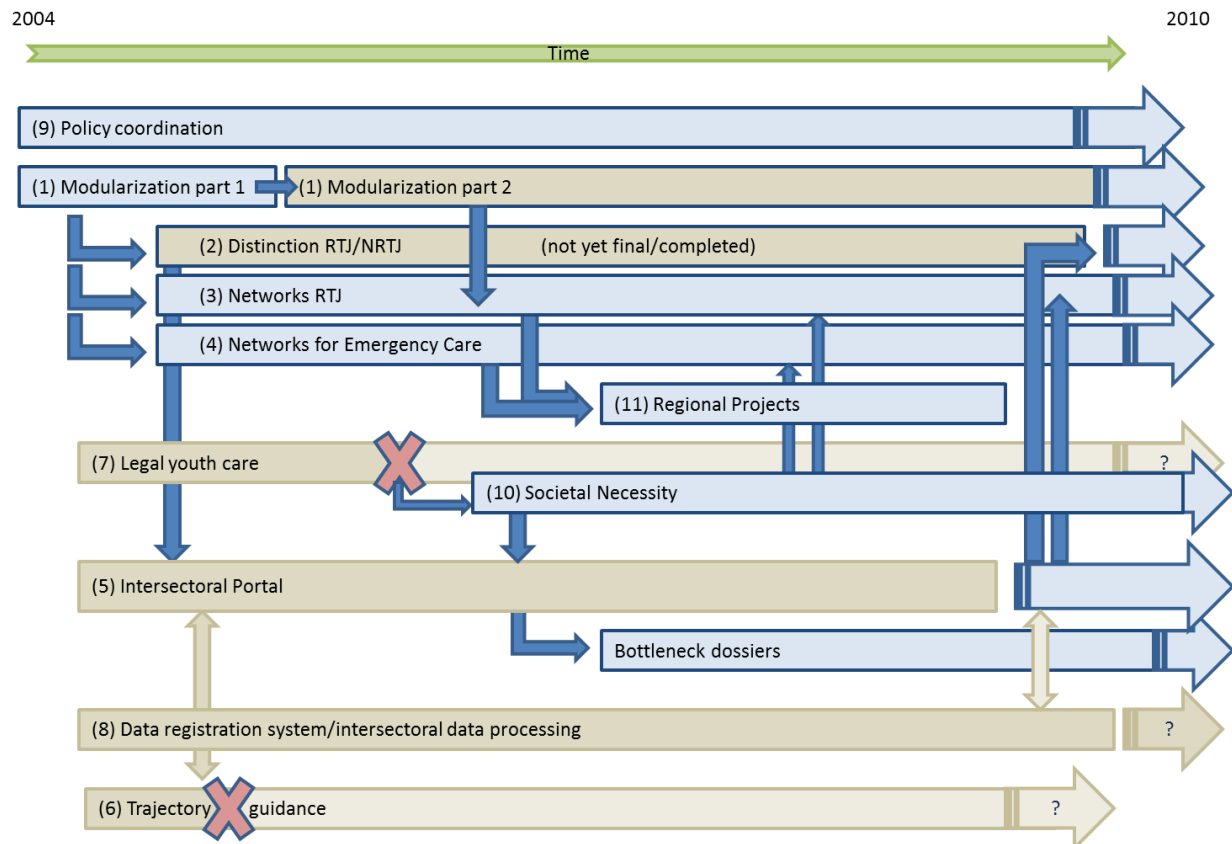 2004
2010
Time
(9) Policy coordination
(1) Modularization part 1
(1) Modularization part 2
(2) Distinction RTJ/NRTJ (not yet final/completed)
(3) Networks RTJ
(4) Networks for Emergency Care
(11) Regional Projects
(7) Legal youth care
?
(10) Societal Necessity
(5) Intersectoral Portal
Bottleneck dossiers
(8) Data registration system/intersectoral data processing
?
(6) Trajectory guidance
?